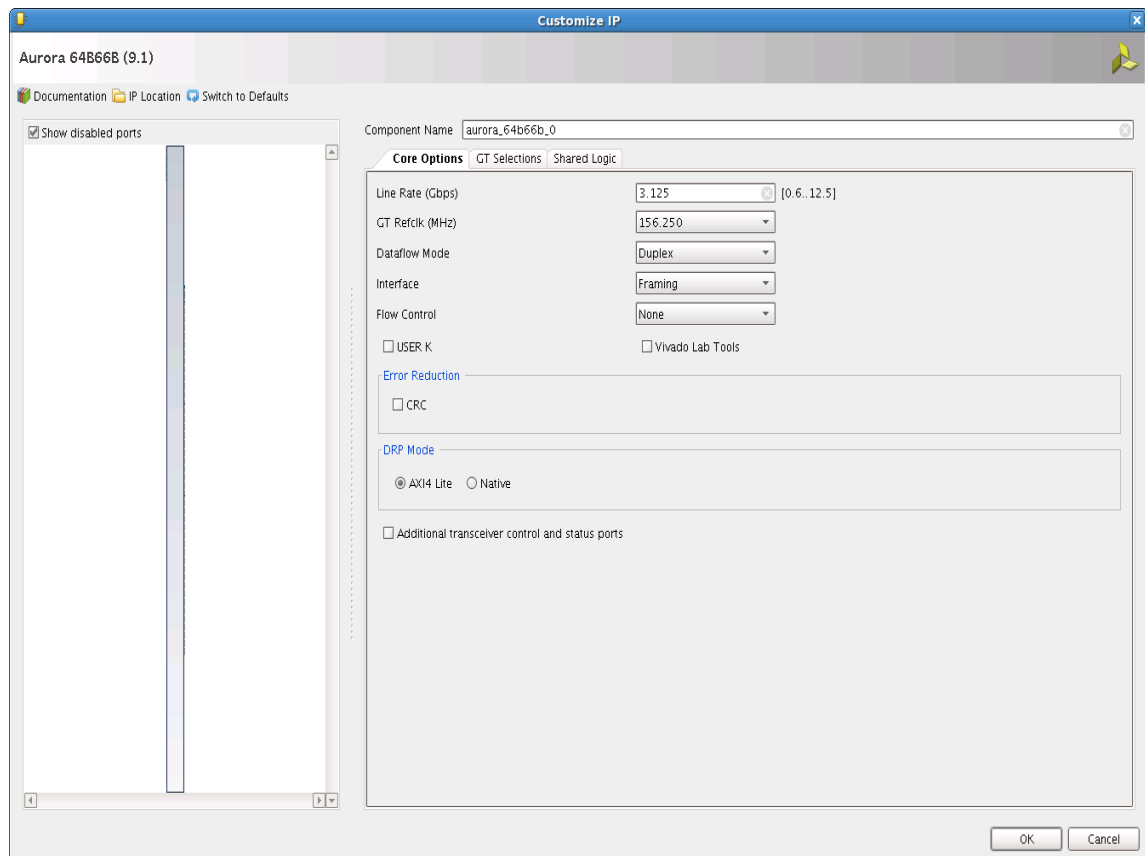 Customize IP
Aurora 64B66B (9.1)
Documentation IP Location Switch to Defaults
Show disabled ports
Component Name aurora_64b66b_0
Core Options GT Selections Shared Logic
Line Rate (Gbps) 3.125 [0.6..12.5]
GT Refclk (MHz) 156.250
Dataflow Mode Duplex
Interface Framing
Flow Control None
USER K Vivado Lab Tools
Error Reduction
CRC
DRP Mode
AXI4 Lite Native
Additional transceiver control and status ports
OK Cancel